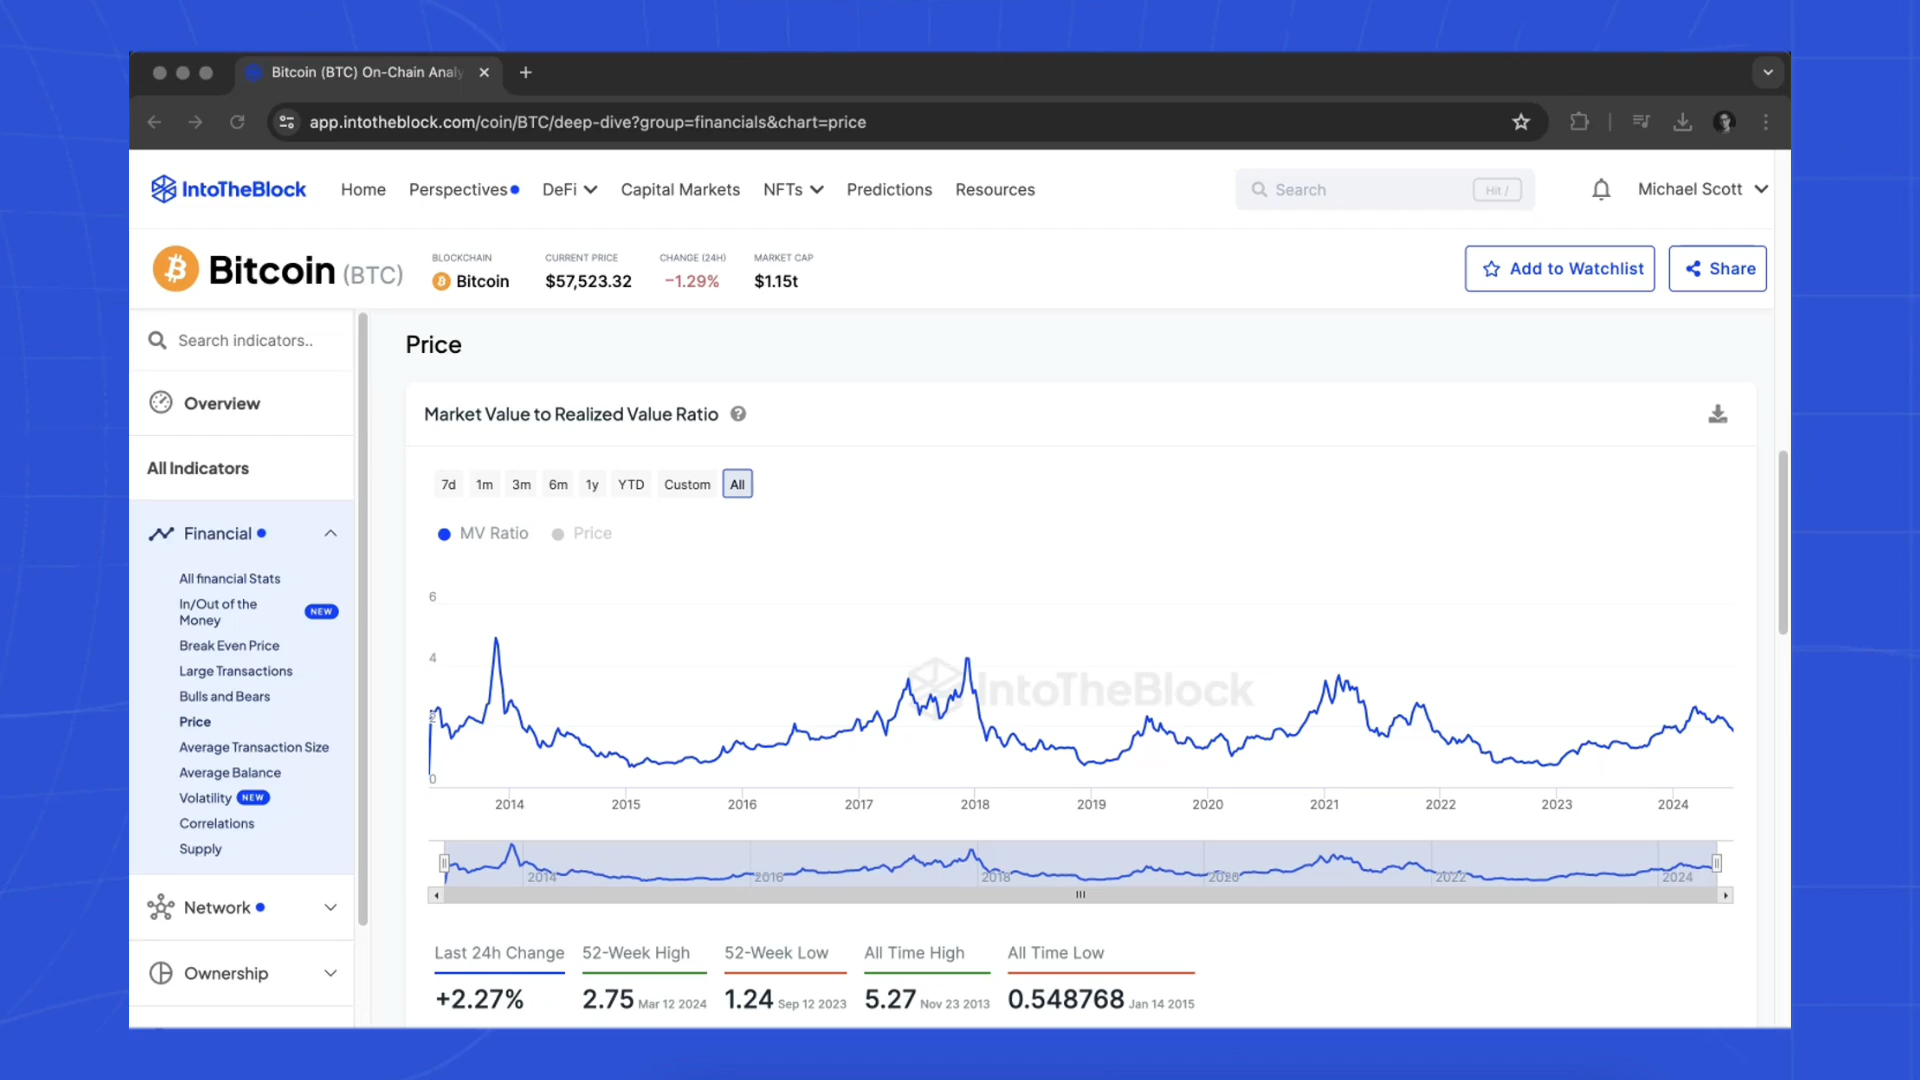 Bitcoin (BTC) On-Chain Analy
app.intotheblock.com/coin/BTC/deep-dive?group=financials&chart=price
IntoTheBlock Home Perspectives DeFi Capital Markets NFTs Predictions Resources Search Hit / Michael Scott
Bitcoin (BTC)
BLOCKCHAIN CURRENT PRICE CHANGE (24H) MARKET CAP
Bitcoin $57,523.32 −1.29% $1.15t
Add to Watchlist Share
Search indicators..
Overview
All Indicators
Financial
All financial Stats
In/Out of the
Money NEW
Break Even Price
Large Transactions
Bulls and Bears
Price
Average Transaction Size
Average Balance
Volatility NEW
Correlations
Supply
Network
Ownership
Price
Market Value to Realized Value Ratio
7d 1m 3m 6m 1y YTD Custom All
MV Ratio Price
6
4
2
0
IntoTheBlock
2014 2015 2016 2017 2018 2019 2020 2021 2022 2023 2024
2014 2016 2018 2020 2022 2024
Last 24h Change 52-Week High 52-Week Low All Time High All Time Low
+2.27% 2.75 Mar 12 2024 1.24 Sep 12 2023 5.27 Nov 23 2013 0.548768 Jan 14 2015